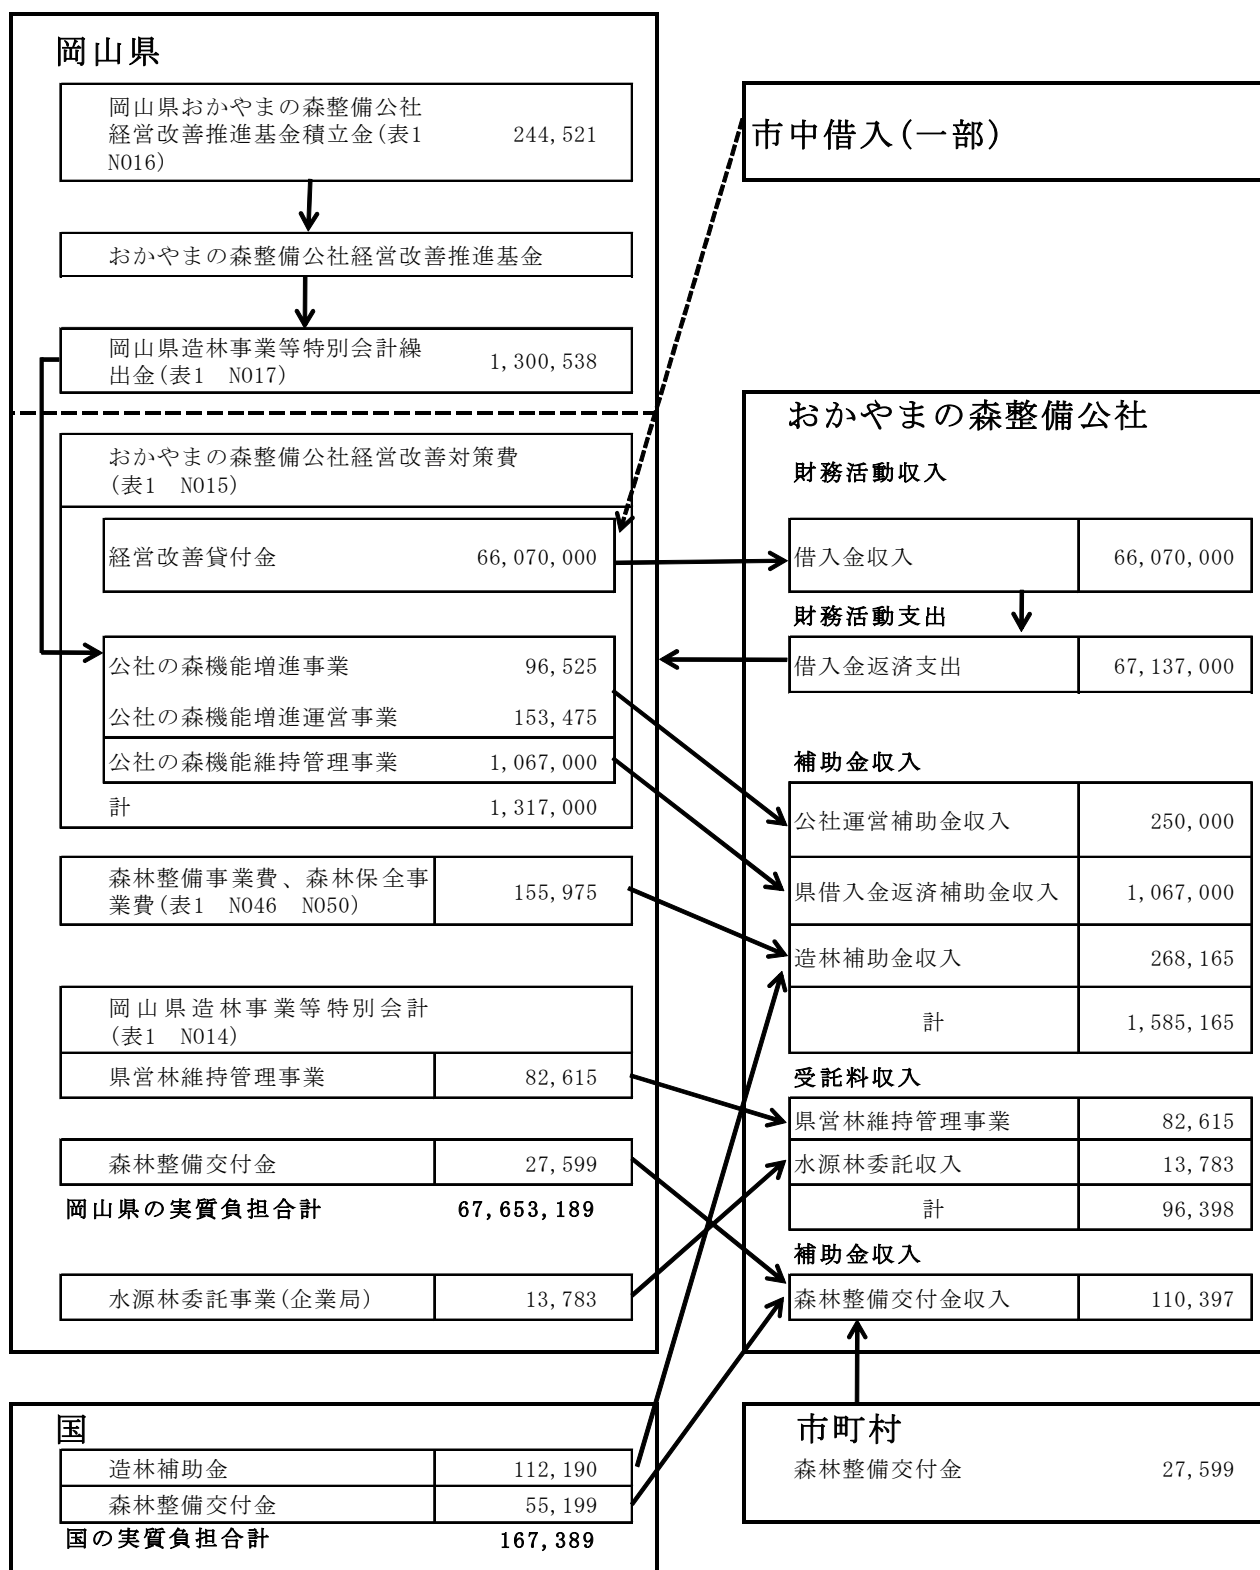 岡山県
岡山県おかやまの森整備公社
経営改善推進基金積立金(表1 244,521
NO16)
おかやまの森整備公社経営改善推進基金
岡山県造林事業等特別会計繰
出金(表1 NO17) 1,300,538
おかやまの森整備公社経営改善対策費
(表1 NO15)
経営改善貸付金 66,070,000
公社の森機能増進事業 96,525
公社の森機能増進運営事業 153,475
公社の森機能維持管理事業 1,067,000
計 1,317,000
森林整備事業費、森林保全事
業費(表1 NO46 NO50) 155,975
岡山県造林事業等特別会計
(表1 NO14)
県営林維持管理事業 82,615
森林整備交付金 27,599
岡山県の実質負担合計 67,653,189
水源林委託事業(企業局) 13,783
国
造林補助金 112,190
森林整備交付金 55,199
国の実質負担合計 167,389
市中借入(一部)
おかやまの森整備公社
財務活動収入
借入金収入 66,070,000
財務活動支出
借入金返済支出 67,137,000
補助金収入
公社運営補助金収入 250,000
県借入金返済補助金収入 1,067,000
造林補助金収入 268,165
計 1,585,165
受託料収入
県営林維持管理事業 82,615
水源林委託収入 13,783
計 96,398
補助金収入
森林整備交付金収入 110,397
市町村
森林整備交付金 27,599